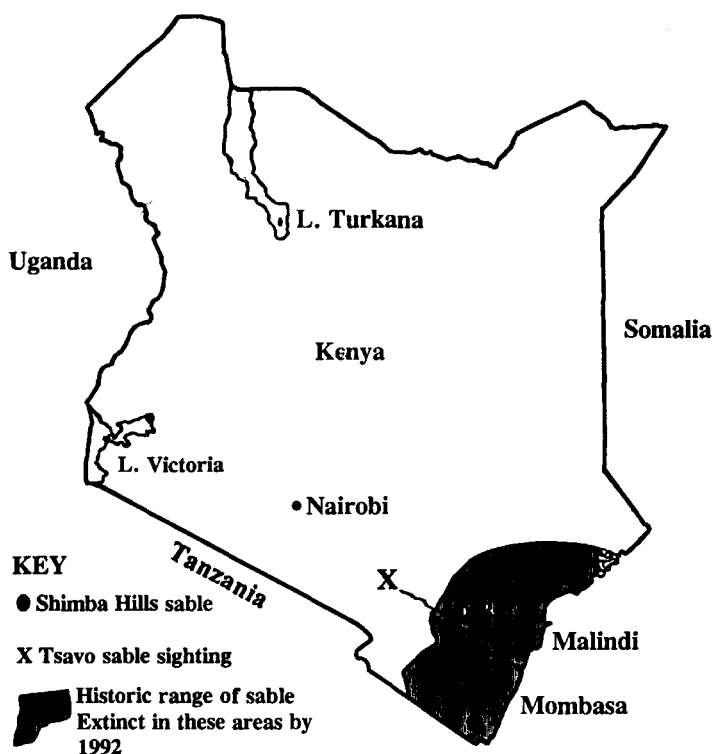 L. Turkana
Uganda
Somalia
Kenya
L. Victoria
Nairobi
Tanzania
X
Malindi
Mombasa
KEY
Shimba Hills sable
X Tsavo sable sighting
Historic range of sable
Extinct in these areas by
1992